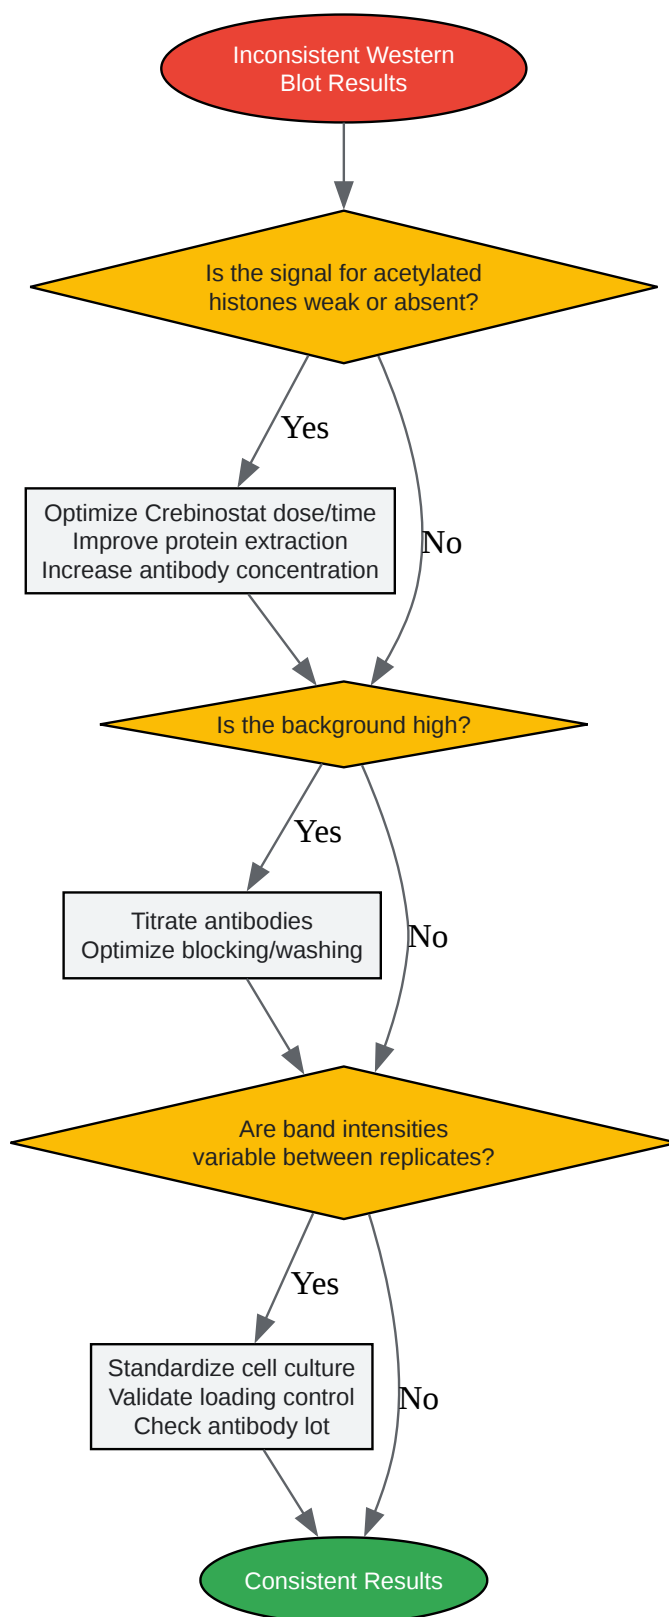 Inconsistent Western
Blot Results
Is the signal for acetylated
histones weak or absent?
Yes
Optimize Crebinostat dose/time
Improve protein extraction
Increase antibody concentration
No
Is the background high?
Yes
Titrate antibodies
Optimize blocking/washing
No
Are band intensities
variable between replicates?
Yes
Standardize cell culture
Validate loading control
Check antibody lot
No
Consistent Results